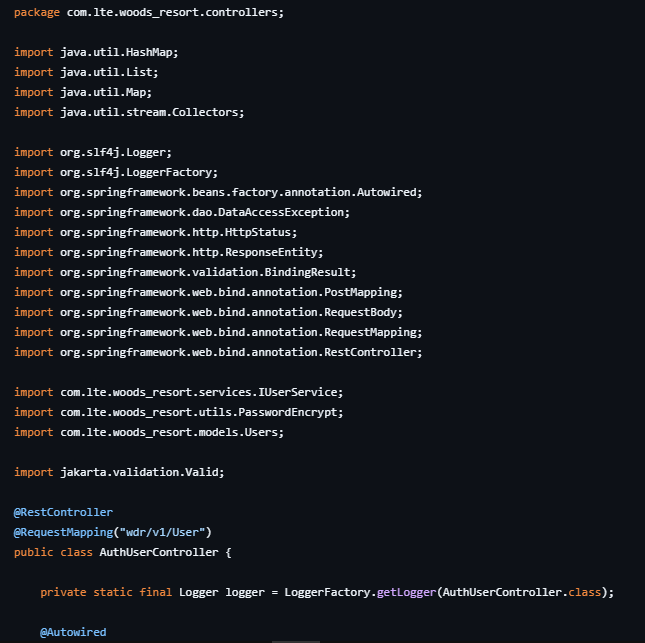 package com.lte.woods_resort.controllers;
import java.util.HashMap;
import java.util.List;
import java.util.Map;
import java.util.stream.Collectors;
import org.slf4j.Logger;
import org.slf4j.LoggerFactory;
import org.springframework.beans.factory.annotation.Autowired;
import org.springframework.dao.DataAccessException;
import org.springframework.http.HttpStatus;
import org.springframework.http.ResponseEntity;
import org.springframework.validation.BindingResult;
import org.springframework.web.bind.annotation.PostMapping;
import org.springframework.web.bind.annotation.RequestBody;
import org.springframework.web.bind.annotation.RequestMapping;
import org.springframework.web.bind.annotation.RestController;
import com.lte.woods_resort.services.IUserService;
import com.lte.woods_resort.utils.PasswordEncrypt;
import com.lte.woods_resort.models.Users;
import jakarta.validation.Valid;
@RestController
@RequestMapping("wdr/v1/User")
public class AuthUserController {
private static final Logger logger = LoggerFactory.getLogger(AuthUserController.class);
@Autowired